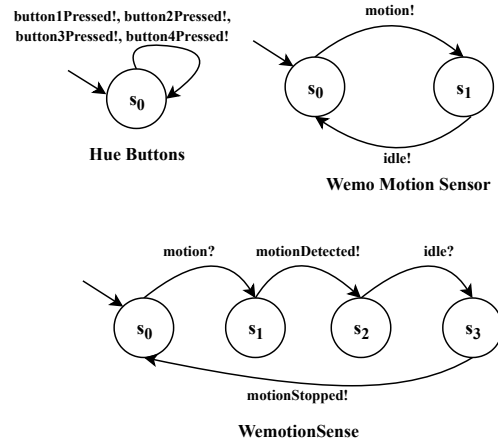 button1Pressed!, button2Pressed!,
button3Pressed!, button4Pressed!
s0
Hue Buttons
motion!
s0
s1
idle!
Wemo Motion Sensor
motion?
motionDetected!
idle?
s0
s1
s2
s3
motionStopped!
WemotionSense